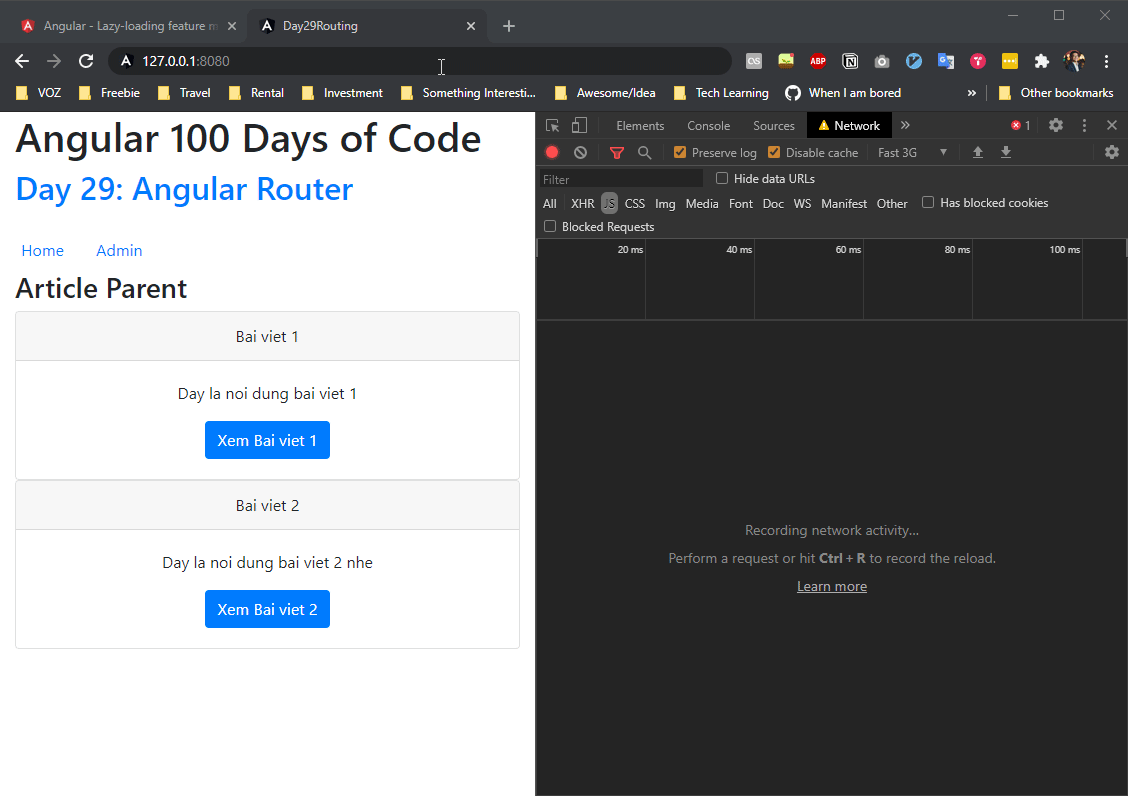 Angular - Lazy-loading feature m
Day29Routing
127.0.0.1:8080
ABP
VOZ Freebie Travel Rental Investment Something Interesti... Awesome/Idea Tech Learning When I am bored » Other bookmarks
Angular 100 Days of Code
Day 29: Angular Router
Home Admin
Article Parent
Bai viet 1
Day la noi dung bai viet 1
Xem Bai viet 1
Bai viet 2
Day la noi dung bai viet 2 nhe
Xem Bai viet 2
Elements Console Sources Network » 1
Preserve log Disable cache Fast 3G
Filter Hide data URLs
All XHR JS CSS Img Media Font Doc WS Manifest Other Has blocked cookies
Blocked Requests
20 ms 40 ms 60 ms 80 ms 100 ms
Recording network activity...
Perform a request or hit Ctrl + R to record the reload.
Learn more